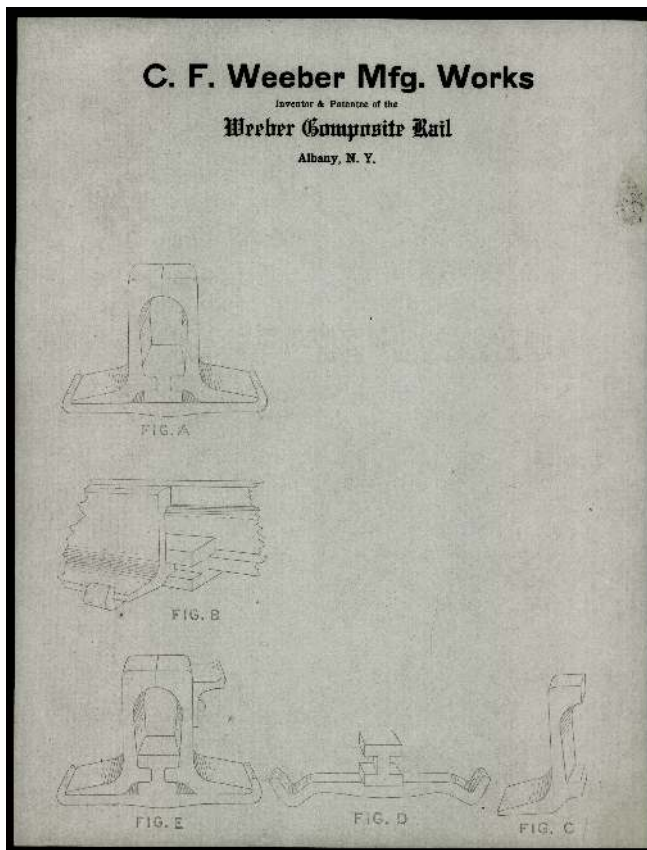 C. F. Weeber Mfg. Works
Inventor & Patentee of the
Weeber Composite Rail
Albany, N. Y.
FIG. A
FIG. B
FIG. E
FIG. D
FIG. C